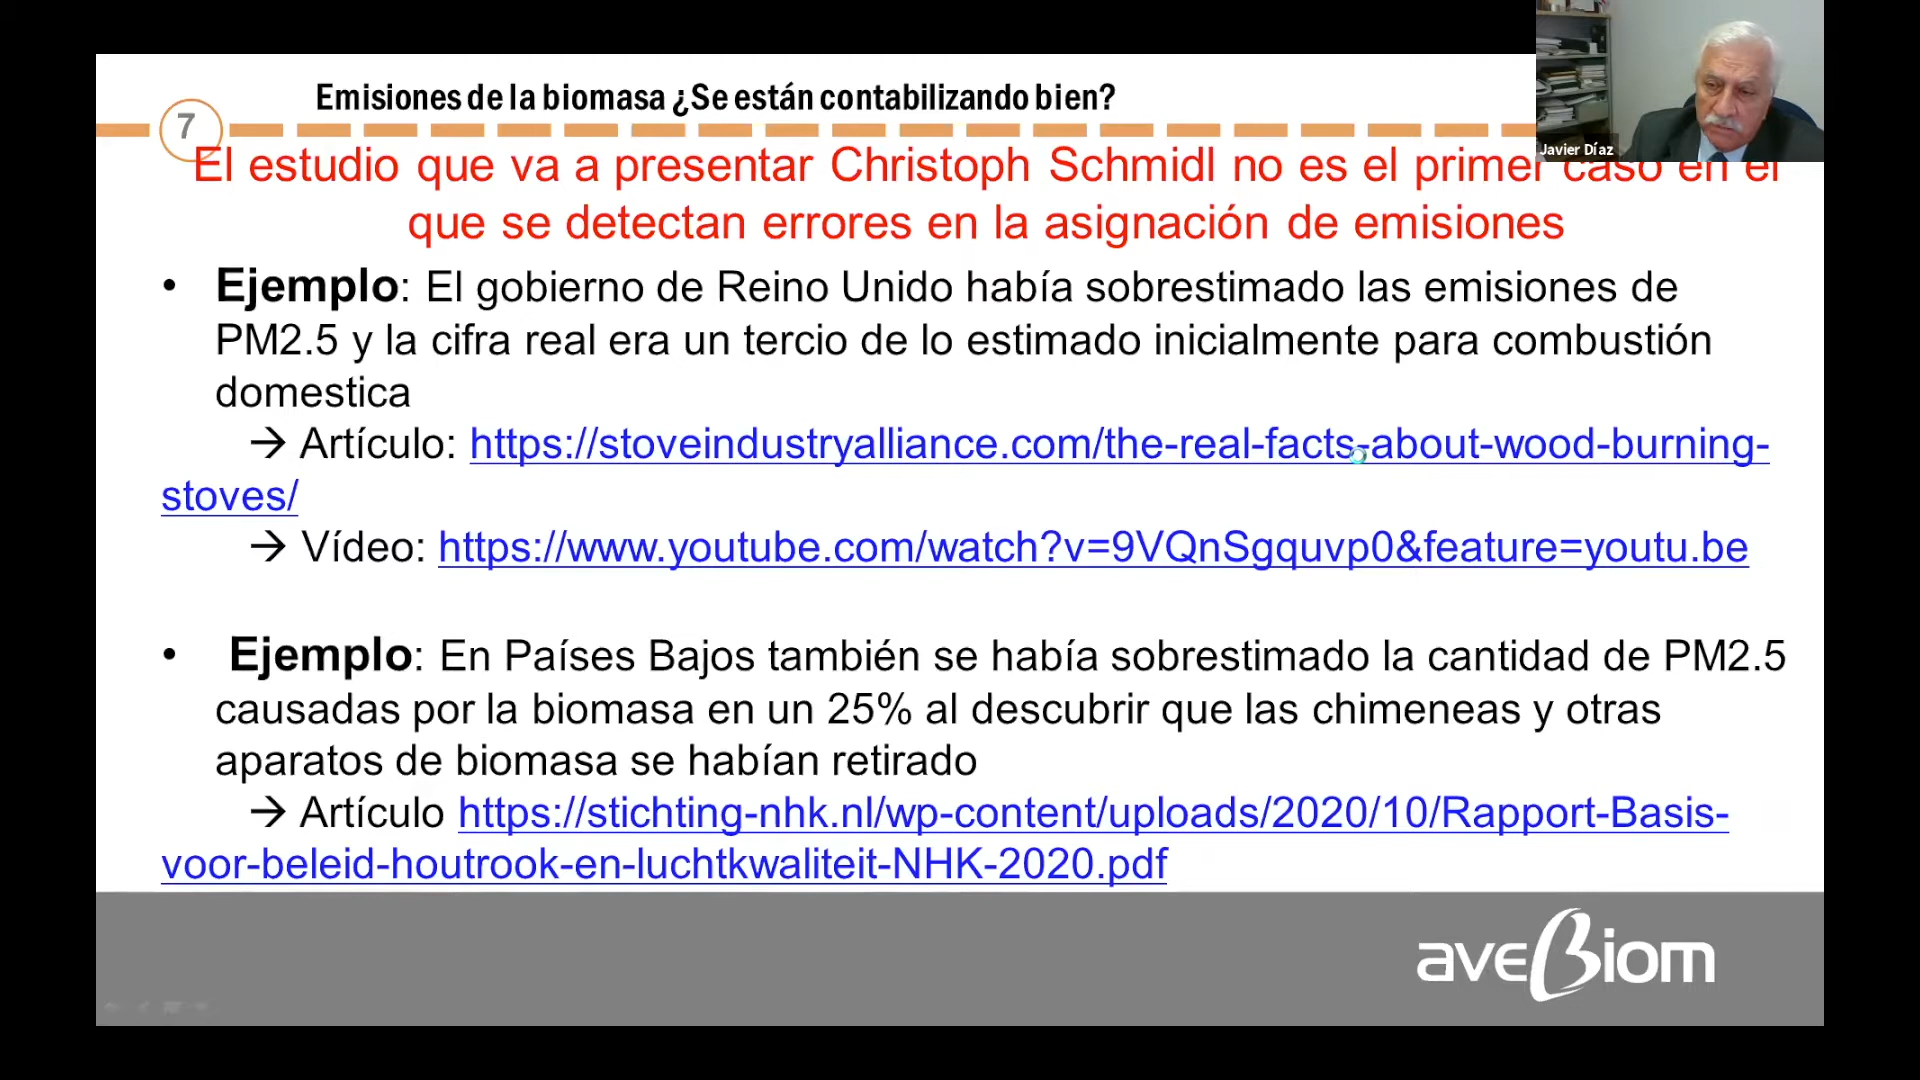 Emisiones de la biomasa ¿Se están contabilizando bien?
7
Javier Díaz
El estudio que va a presentar Christoph Schmidl no es el primer caso en el
que se detectan errores en la asignación de emisiones
• Ejemplo: El gobierno de Reino Unido había sobrestimado las emisiones de
PM2.5 y la cifra real era un tercio de lo estimado inicialmente para combustión
domestica
→ Artículo: https://stoveindustryalliance.com/the-real-facts-about-wood-burning-
stoves/
→ Vídeo: https://www.youtube.com/watch?v=9VQnSgquvp0&feature=youtu.be
• Ejemplo: En Países Bajos también se había sobrestimado la cantidad de PM2.5
causadas por la biomasa en un 25% al descubrir que las chimeneas y otras
aparatos de biomasa se habían retirado
→ Artículo https://stichting-nhk.nl/wp-content/uploads/2020/10/Rapport-Basis-
voor-beleid-houtrook-en-luchtkwaliteit-NHK-2020.pdf
aveBiom